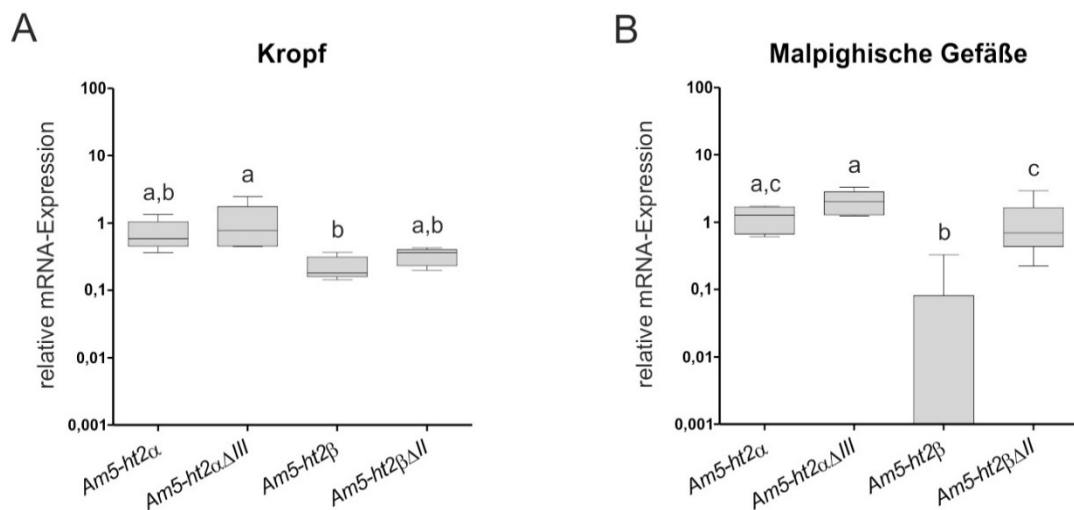 A
Kropf
relative mRNA-Expression
100
10
1
0,1
0,01
0,001
a,b
a
b
a,b
Am5-ht2α
Am5-ht2αΔIII
Am5-ht2β
Am5-ht2βΔII
B
Malpighische Gefäße
relative mRNA-Expression
100
10
1
0,1
0,01
0,001
a,c
a
b
c
Am5-ht2α
Am5-ht2αΔIII
Am5-ht2β
Am5-ht2βΔII